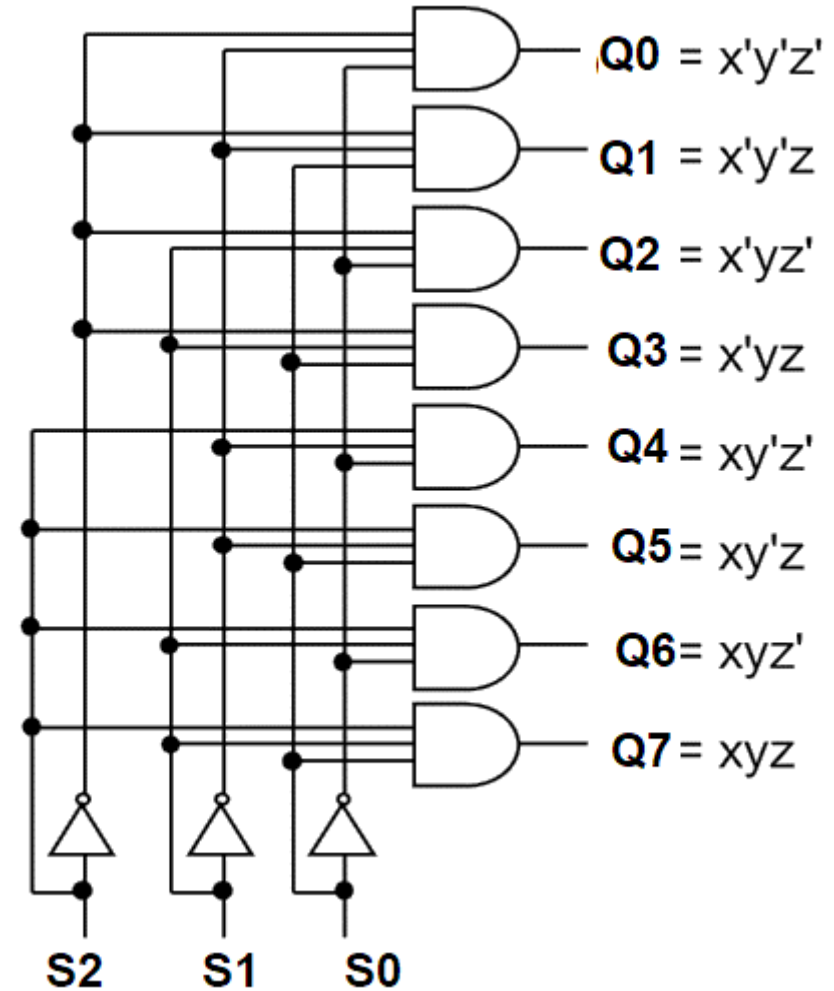 Q0 = x'y'z'
Q1 = x'y'z
Q2 = x'yz'
Q3 = x'yz
Q4 = xy'z'
Q5 = xy'z
Q6 = xyz'
Q7 = xyz
S2 S1 S0